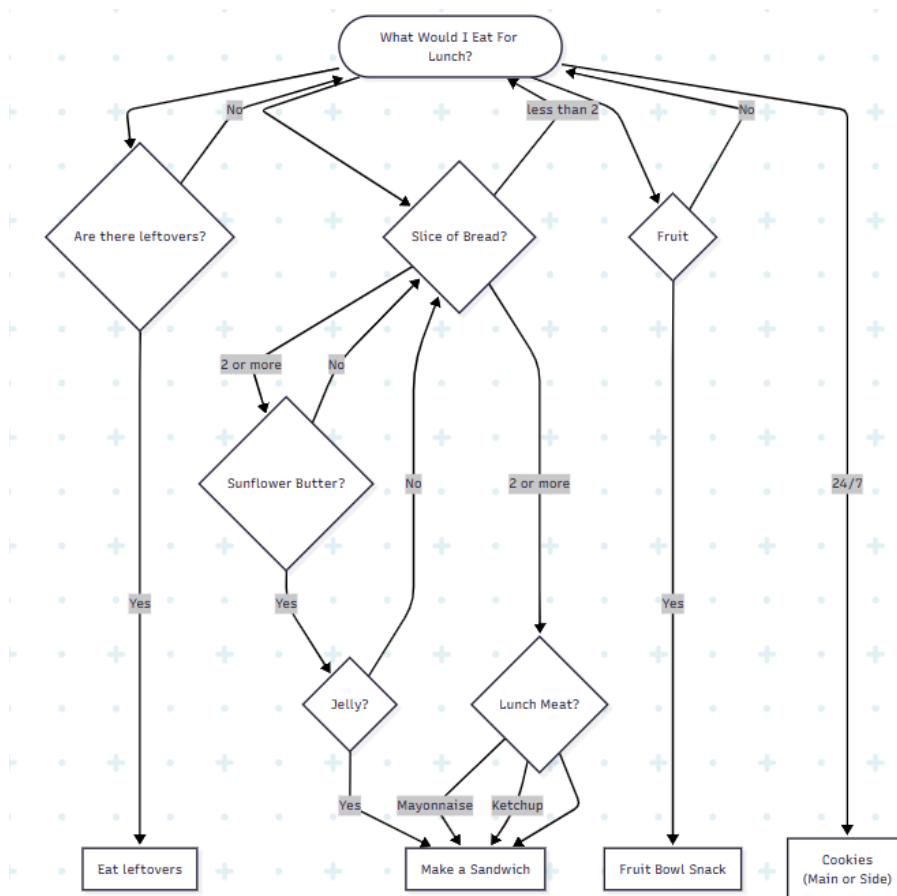 What Would I Eat For
Lunch?
No
less than 2
No
Are there leftovers?
Slice of Bread?
Fruit
2 or more
No
Sunflower Butter?
No
2 or more
24/7
Yes
Yes
Yes
Jelly?
Lunch Meat?
Yes
Mayonnaise
Ketchup
Eat leftovers
Make a Sandwich
Fruit Bowl Snack
Cookies
(Main or Side)